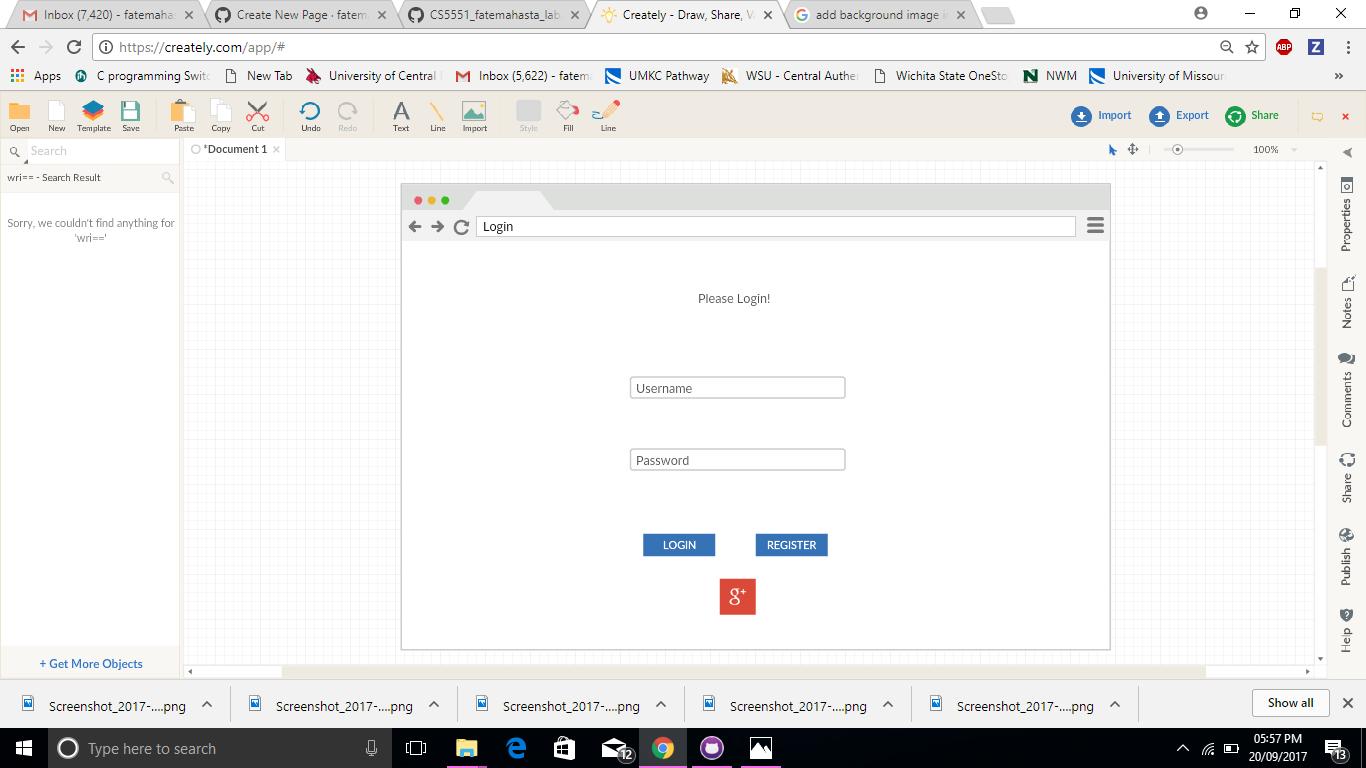 Inbox (7,420) - fatemaha
Create New Page · fatem
CS5551_fatemahasta_lab
Creately - Draw, Share, V
add background image i
https://creately.com/app/#
ABP
Z
Apps
C programming Swit
New Tab
University of Central
Inbox (5,622) - fatem
UMKC Pathway
WSU - Central Authe
Wichita State OneSto
NWM
University of Missour
»
Open
New
Template
Save
Paste
Copy
Cut
Undo
Redo
Text
Line
Import
Style
Fill
Line
Import
Export
Share
Search
*Document 1
100%
wri== - Search Result
Sorry, we couldn't find anything for
'wri=='
Login
Please Login!
Username
Password
LOGIN
REGISTER
g+
Properties
Notes
Comments
Share
Publish
Help
+ Get More Objects
Screenshot_2017-....png
Screenshot_2017-....png
Screenshot_2017-....png
Screenshot_2017-....png
Screenshot_2017-....png
Show all
Type here to search
12
05:57 PM
20/09/2017
13